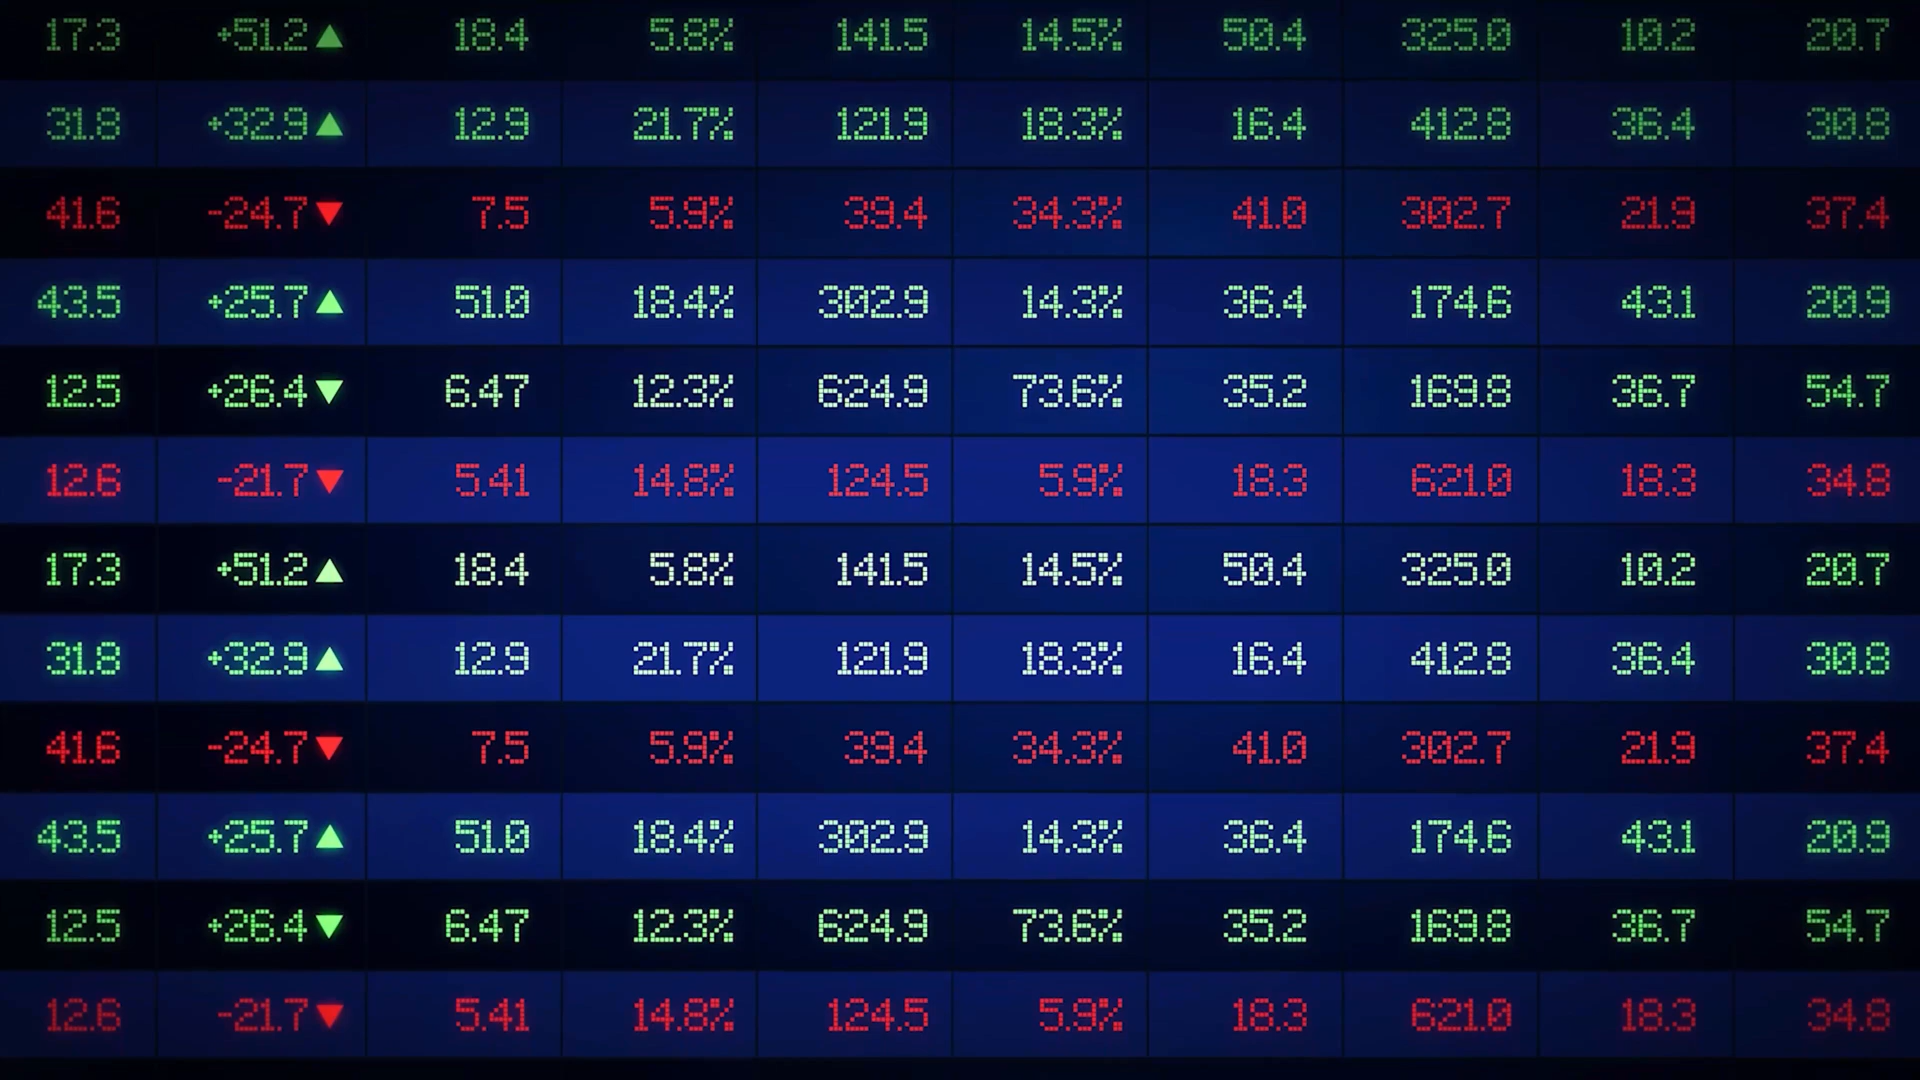 17.3 +51.2▲ 18.4 5.8% 141.5 14.5% 50.4 325.0 10.2 20.7
31.8 +32.9▲ 12.9 21.7% 121.9 18.3% 16.4 412.8 36.4 30.8
41.6 -24.7▼ 7.5 5.9% 39.4 34.3% 41.0 302.7 21.9 37.4
43.5 +25.7▲ 51.0 18.4% 302.9 14.3% 36.4 174.6 43.1 20.9
12.5 +26.4▼ 6.47 12.3% 624.9 73.6% 35.2 169.8 36.7 54.7
12.6 -21.7▼ 5.41 14.8% 124.5 5.9% 18.3 621.0 18.3 34.8
17.3 +51.2▲ 18.4 5.8% 141.5 14.5% 50.4 325.0 10.2 20.7
31.8 +32.9▲ 12.9 21.7% 121.9 18.3% 16.4 412.8 36.4 30.8
41.6 -24.7▼ 7.5 5.9% 39.4 34.3% 41.0 302.7 21.9 37.4
43.5 +25.7▲ 51.0 18.4% 302.9 14.3% 36.4 174.6 43.1 20.9
12.5 +26.4▼ 6.47 12.3% 624.9 73.6% 35.2 169.8 36.7 54.7
12.6 -21.7▼ 5.41 14.8% 124.5 5.9% 18.3 621.0 18.3 34.8